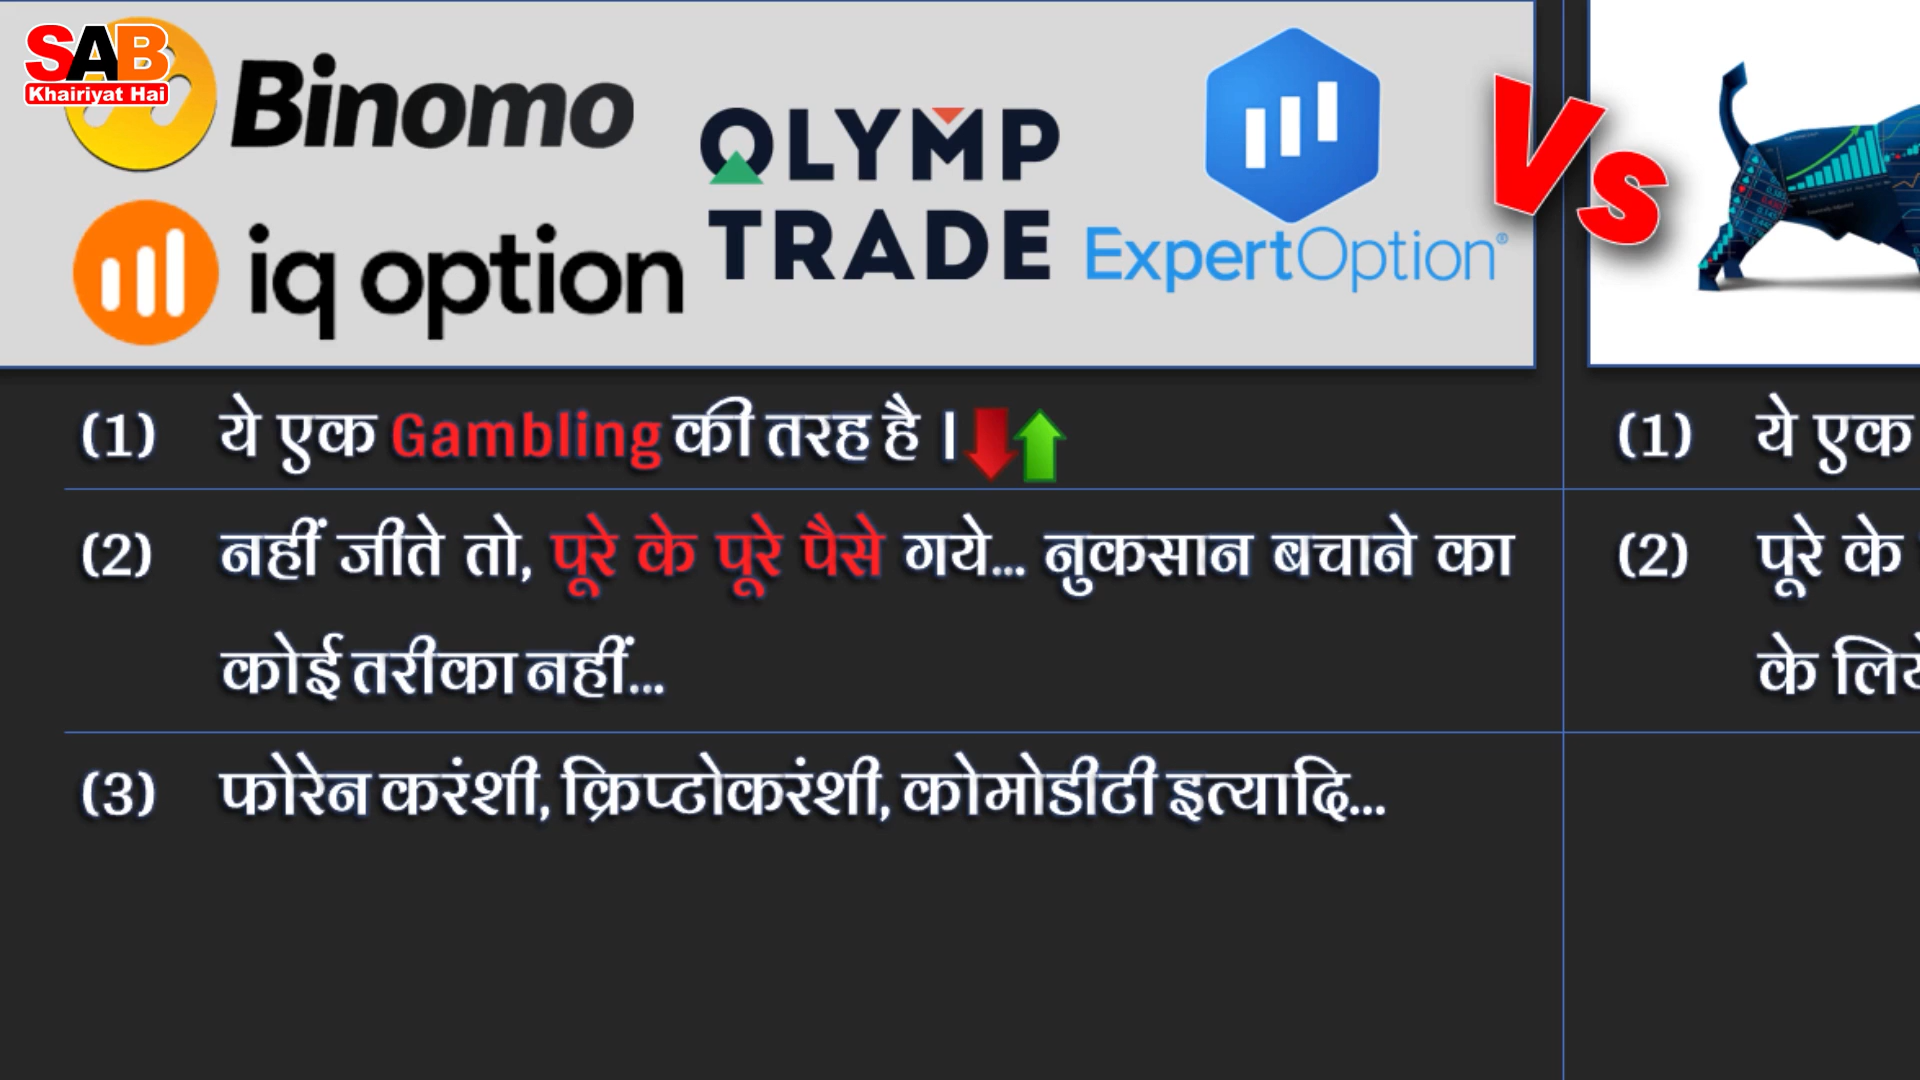 SAB
Khairiyat Hai
Binomo
iq option
OLYMP
TRADE
ExpertOption®
Vs
(1) ये एक Gambling की तरह है ।
(2) नहीं जीते तो, पूरे के पूरे पैसे गये... नुकसान बचाने का
कोई तरीका नहीं...
(3) फोरेन करंशी, क्रिप्टोकरंशी, कोमोडीटी इत्यादि...
(1) ये एक
(2) पूरे के
के लिये